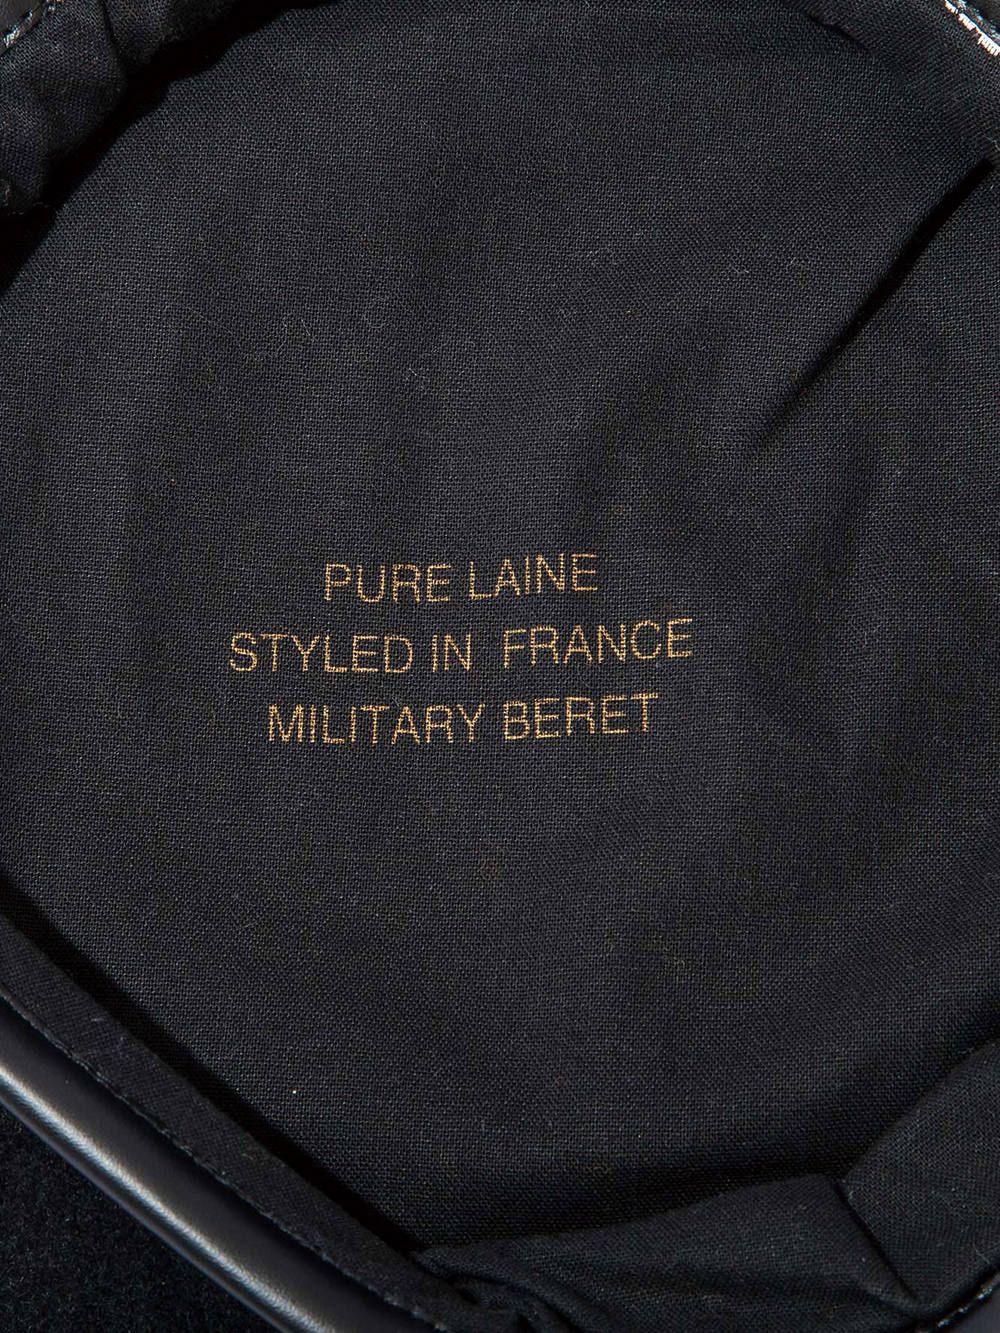 PURE LAINE
STYLED IN FRANCE
MILITARY BERET